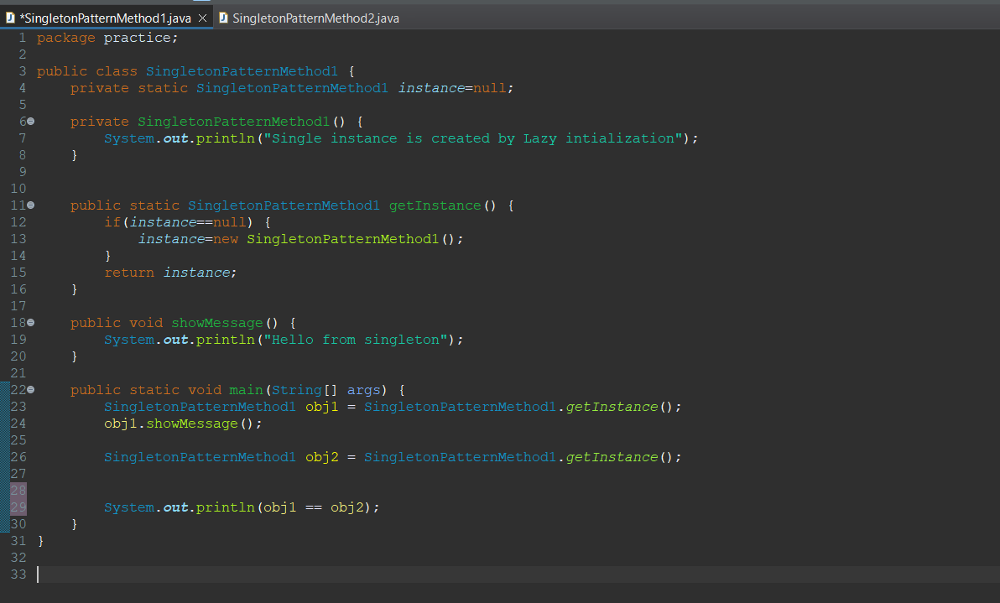 *SingletonPatternMethod1.java SingletonPatternMethod2.java
1 package practice;
2
3 public class SingletonPatternMethod1 {
4     private static SingletonPatternMethod1 instance=null;
5
6     private SingletonPatternMethod1() {
7         System.out.println("Single instance is created by Lazy intialization");
8     }
9
10
11     public static SingletonPatternMethod1 getInstance() {
12         if(instance==null) {
13             instance=new SingletonPatternMethod1();
14         }
15         return instance;
16     }
17
18     public void showMessage() {
19         System.out.println("Hello from singleton");
20     }
21
22     public static void main(String[] args) {
23         SingletonPatternMethod1 obj1 = SingletonPatternMethod1.getInstance();
24         obj1.showMessage();
25
26         SingletonPatternMethod1 obj2 = SingletonPatternMethod1.getInstance();
27
28
29         System.out.println(obj1 == obj2);
30     }
31 }
32
33